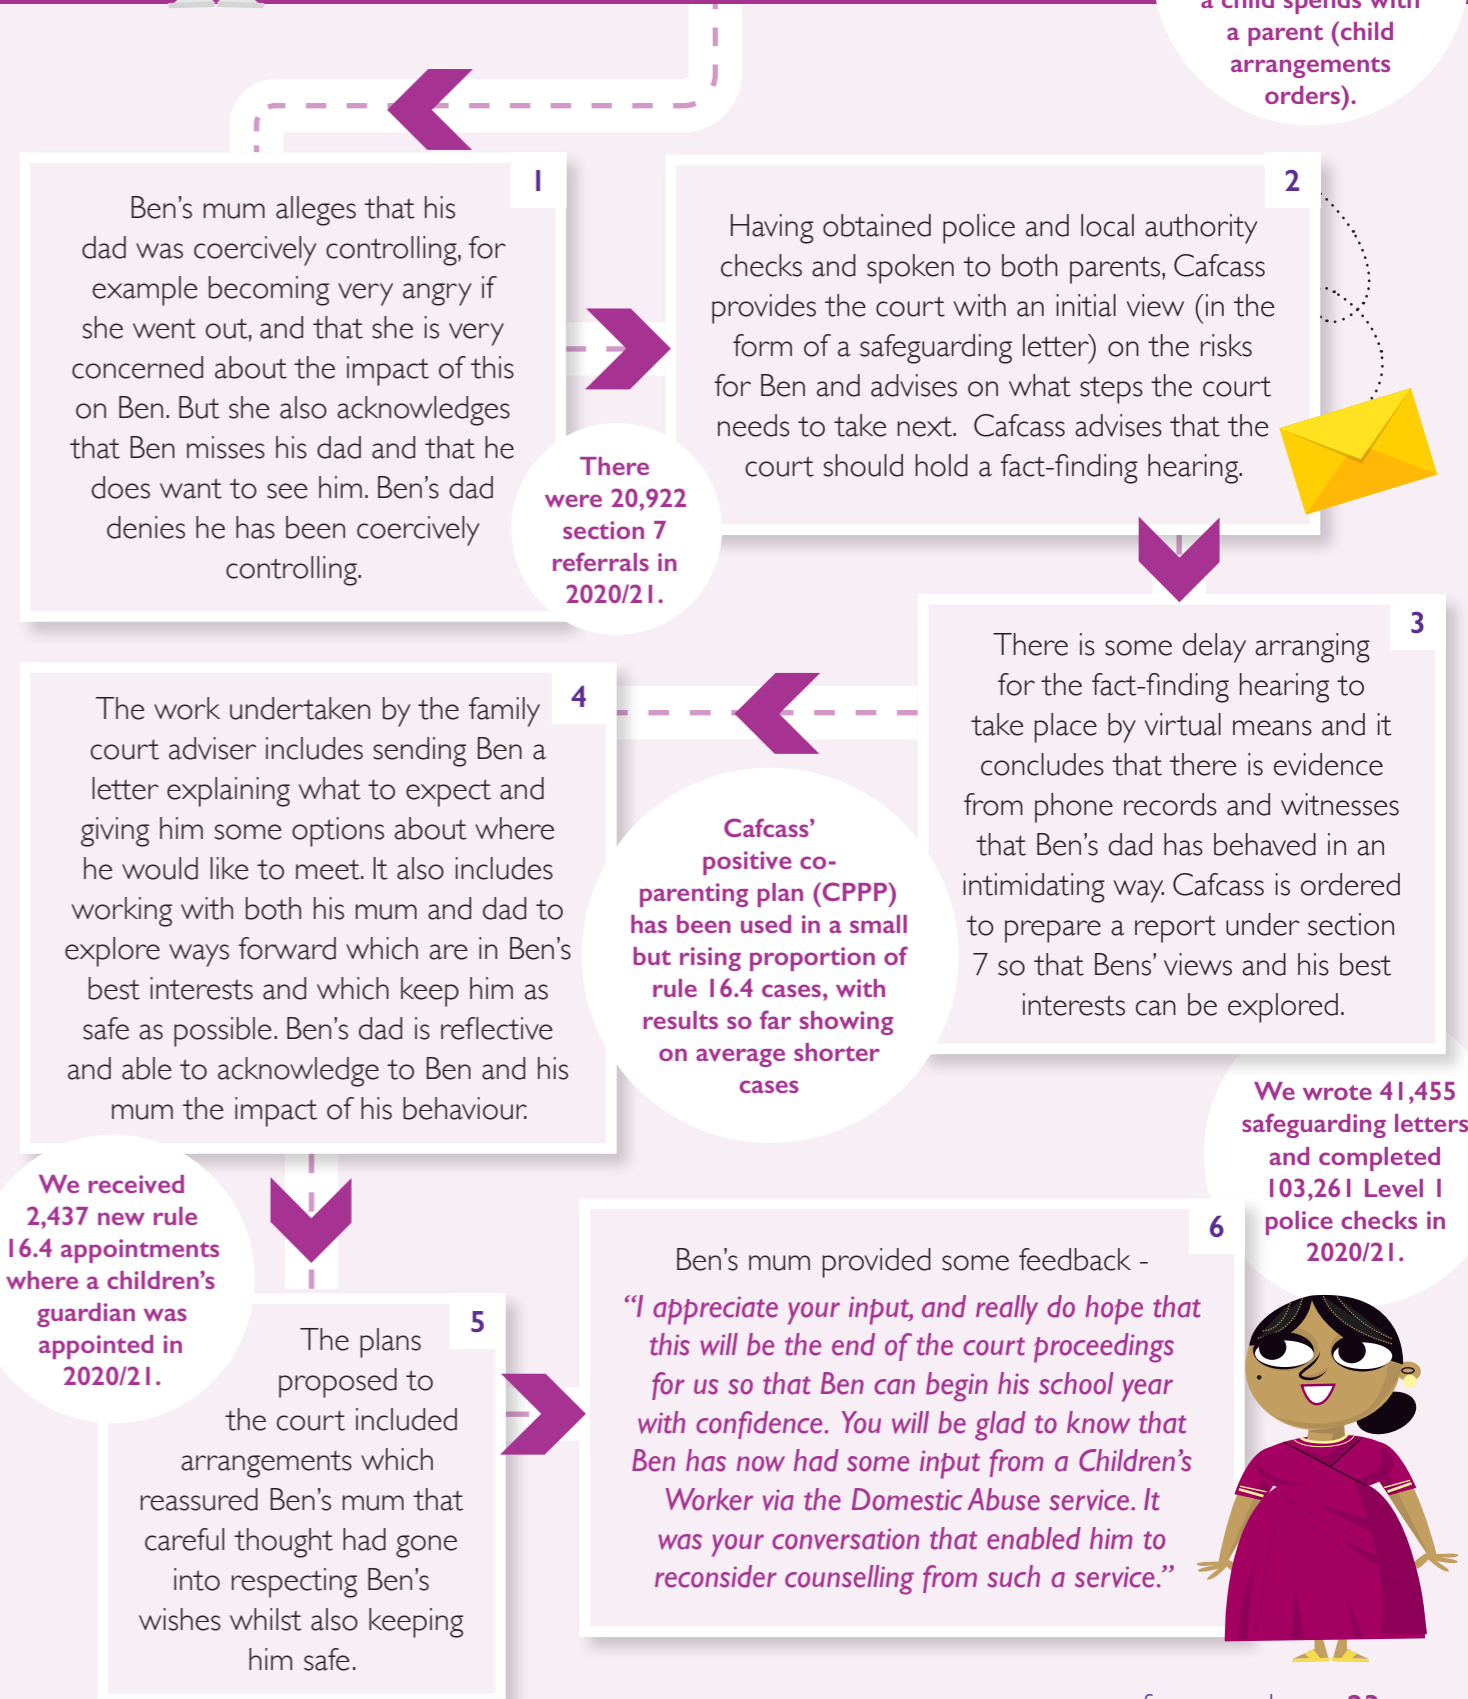 a child spends with
a parent (child
arrangements
orders).
1
Ben’s mum alleges that his
dad was coercively controlling, for
example becoming very angry if
she went out, and that she is very
concerned about the impact of this
on Ben. But she also acknowledges
that Ben misses his dad and that he
does want to see him. Ben’s dad
denies he has been coercively
controlling.
2
Having obtained police and local authority
checks and spoken to both parents, Cafcass
provides the court with an initial view (in the
form of a safeguarding letter) on the risks
for Ben and advises on what steps the court
needs to take next.  Cafcass advises that the
court should hold a fact-finding hearing.
There
were 20,922
section 7
referrals in
2020/21.
3
There is some delay arranging
for the fact-finding hearing to
take place by virtual means and it
concludes that there is evidence
from phone records and witnesses
that Ben’s dad has behaved in an
intimidating way. Cafcass is ordered
to prepare a report under section
7 so that Bens’ views and his best
interests can be explored.
4
The work undertaken by the family
court adviser includes sending Ben a
letter explaining what to expect and
giving him some options about where
he would like to meet. It also includes
working with both his mum and dad to
explore ways forward which are in Ben’s
best interests and which keep him as
safe as possible. Ben’s dad is reflective
and able to acknowledge to Ben and his
mum the impact of his behaviour.
Cafcass’
positive co-
parenting plan (CPPP)
has been used in a small
but rising proportion of
rule 16.4 cases, with
results so far showing
on average shorter
cases
We wrote 41,455
safeguarding letters
and completed
103,261 Level 1
police checks in
2020/21.
We received
2,437 new rule
16.4 appointments
where a children’s
guardian was
appointed in
2020/21.
5
The plans
proposed to
the court included
arrangements which
reassured Ben’s mum that
careful thought had gone
into respecting Ben’s
wishes whilst also keeping
him safe.
6
Ben’s mum provided some feedback -
“I appreciate your input, and really do hope that
this will be the end of the court proceedings
for us so that Ben can begin his school year
with confidence.  You will be glad to know that
Ben has now had some input from a Children’s
Worker via the Domestic Abuse service. It
was your conversation that enabled him to
reconsider counselling from such a service.”